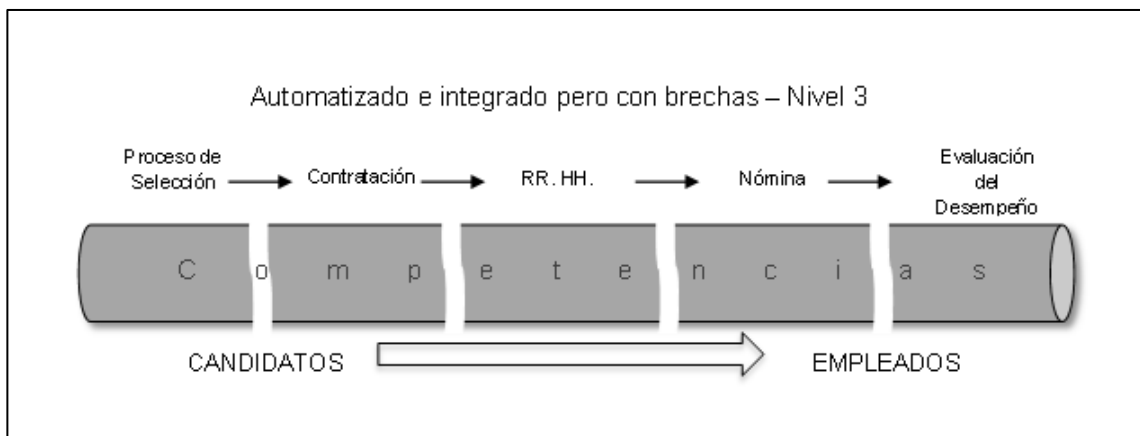 Automatizado e integrado pero con brechas – Nivel 3
Proceso de
Selección
Contratación
RR. HH.
Nómina
Evaluación
del
Desempeño
C o m p e t e n c i a s
CANDIDATOS
EMPLEADOS